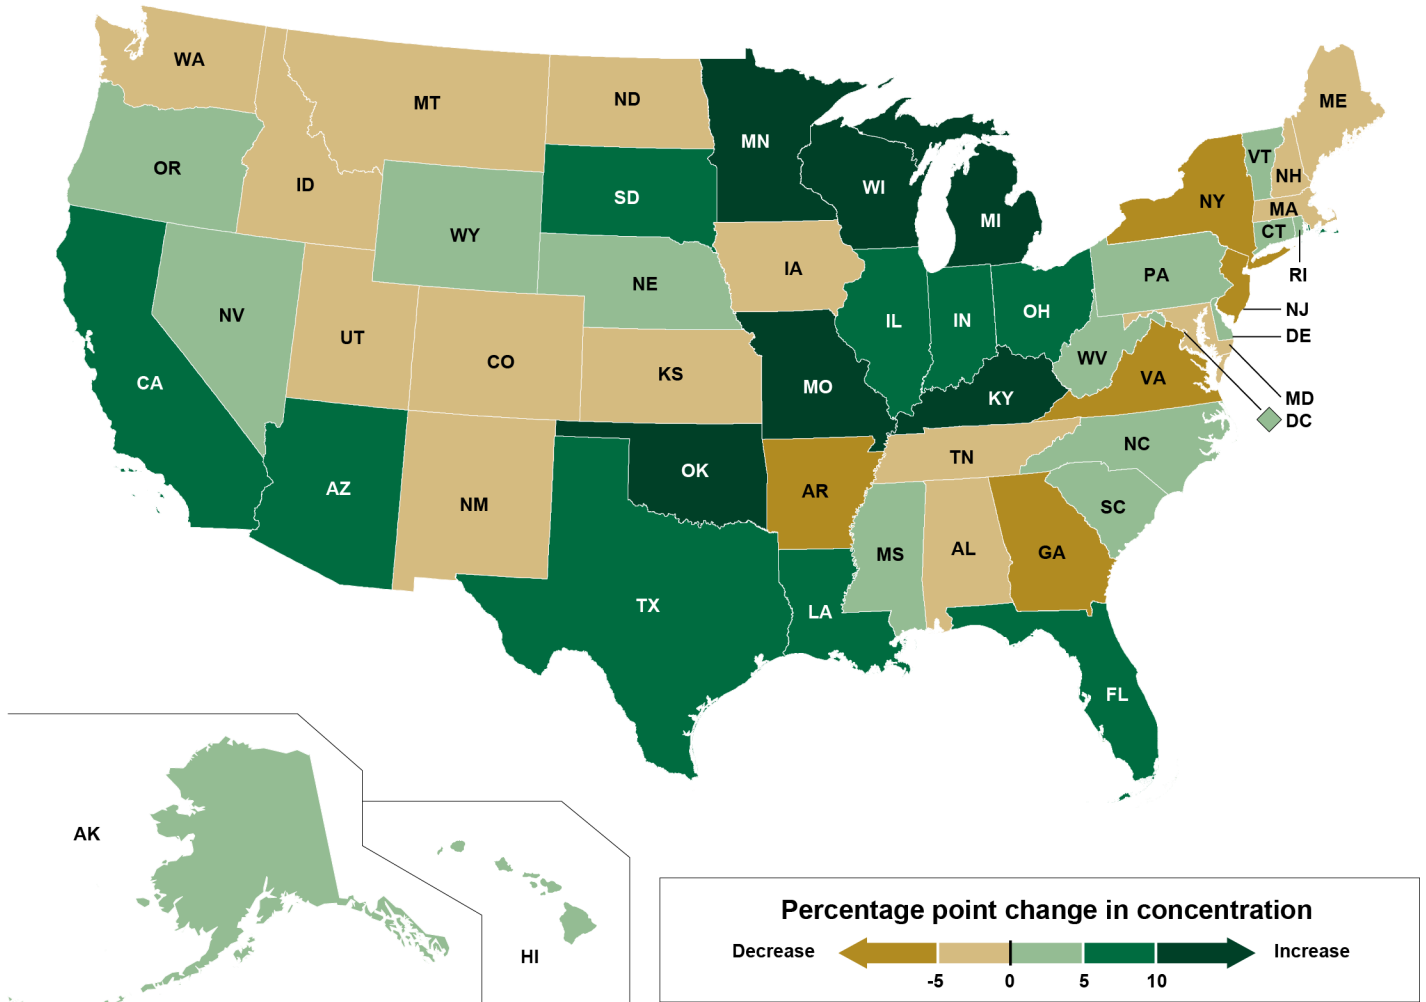 WA
MT
ND
MN
ME
OR
ID
SD
WI
MI
NY
VT
NH
MA
CT
RI
WY
NE
IA
PA
NV
UT
CO
KS
IL
IN
OH
NJ
DE
CA
MO
KY
WV
VA
MD
DC
AZ
NM
OK
AR
TN
NC
SC
TX
LA
MS
AL
GA
FL
AK
HI
Percentage point change in concentration
Decrease
Increase
-5 0 5 10